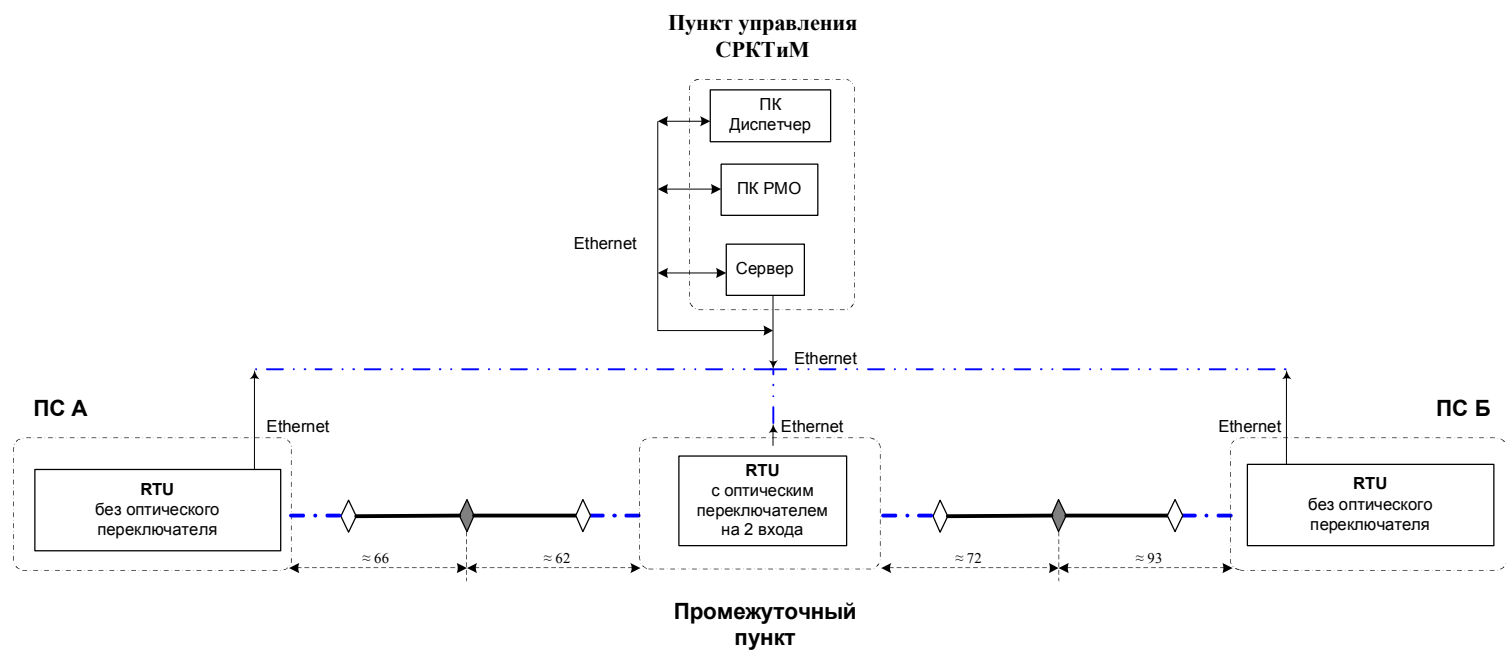 Пункт управления
СРКТиМ
ПК
Диспетчер
ПК РМО
Ethernet
Сервер
Ethernet
ПС А
ПС Б
Ethernet
Ethernet
Ethernet
RTU
без оптического
переключателя
RTU
с оптическим
переключателем
на 2 входа
RTU
без оптического
переключателя
≈ 66
≈ 62
≈ 72
≈ 93
Промежуточный
пункт